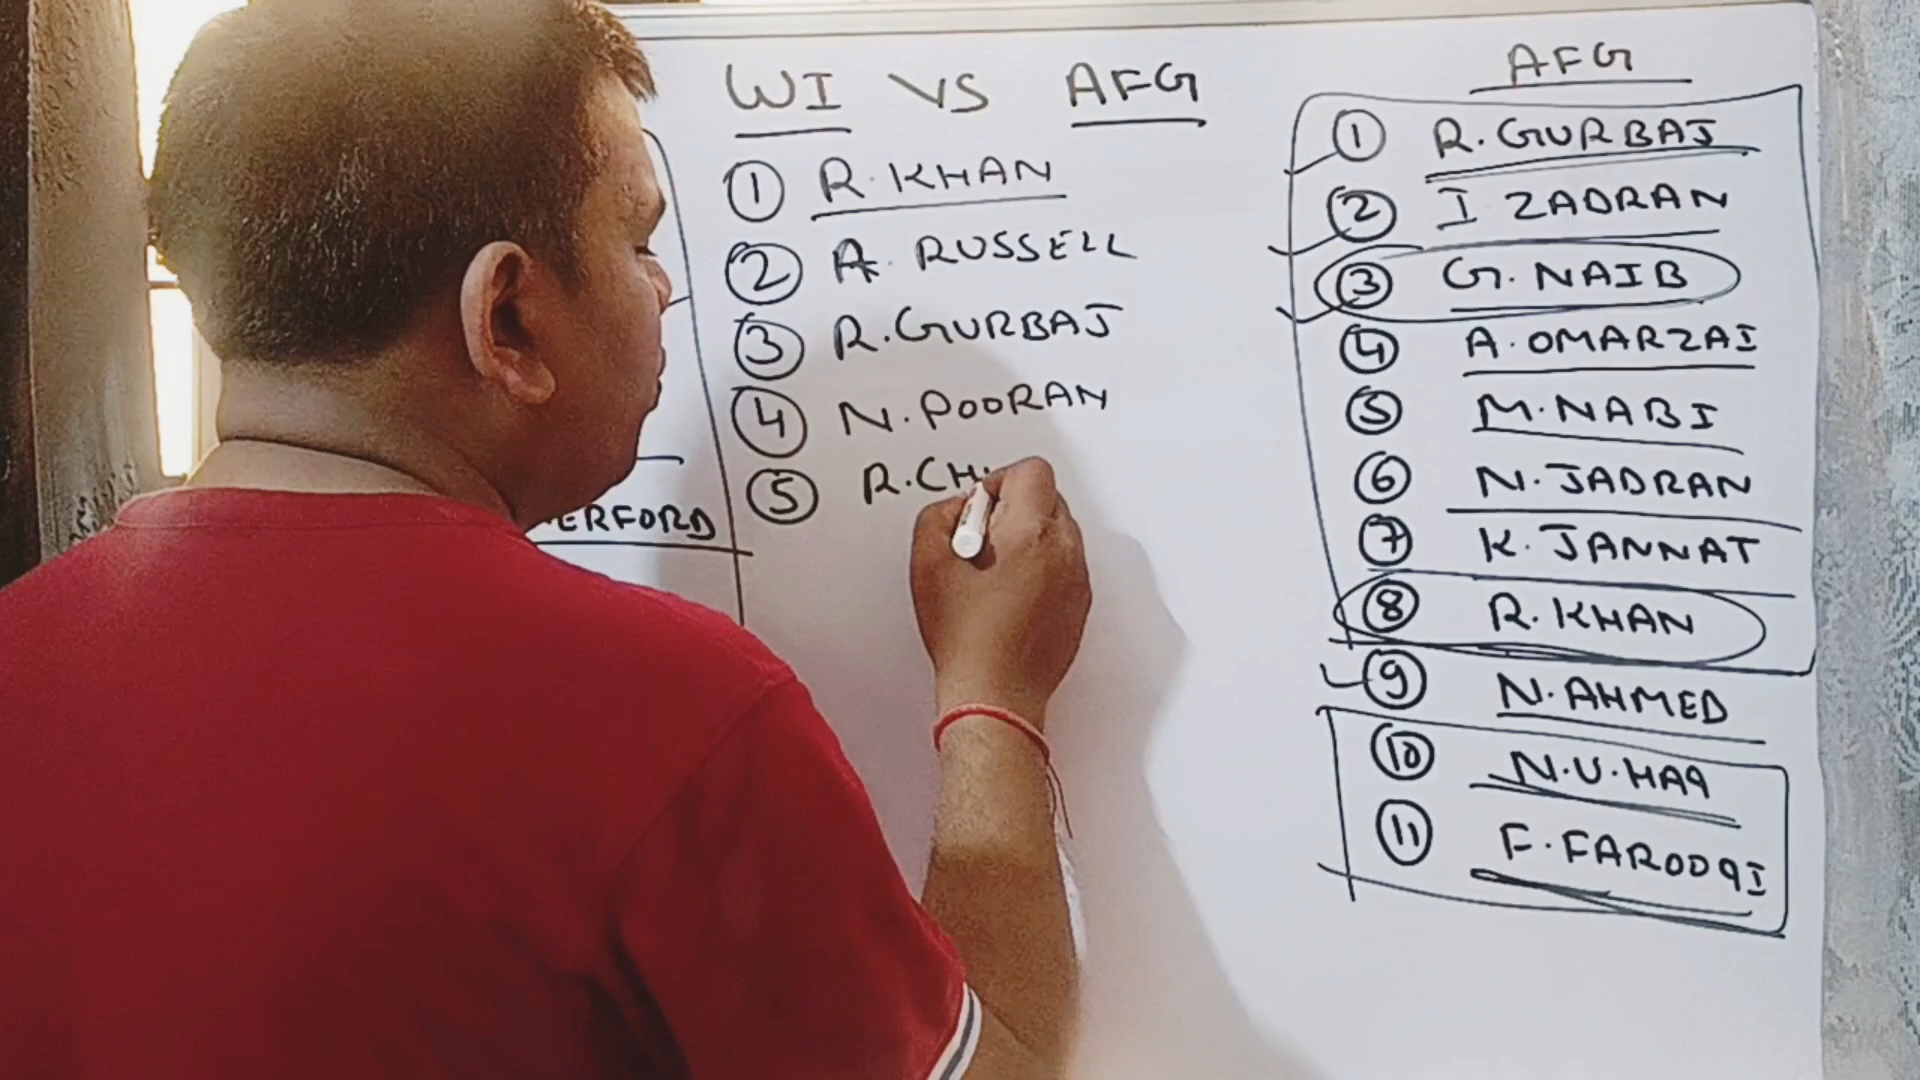 WI VS AFG
① R.KHAN
② A. RUSSELL
③ R.GURBAJ
④ N.POORAN
⑤ R.CH
ERFORD
AFG
① R.GURBAJ
② I ZADRAN
③ G.NAIB
④ A.OMARZAI
⑤ M.NABI
⑥ N.JADRAN
⑦ K.JANNAT
⑧ R.KHAN
⑨ N.AHMED
⑩ N.U.HAq
⑪ F.FAROOqI